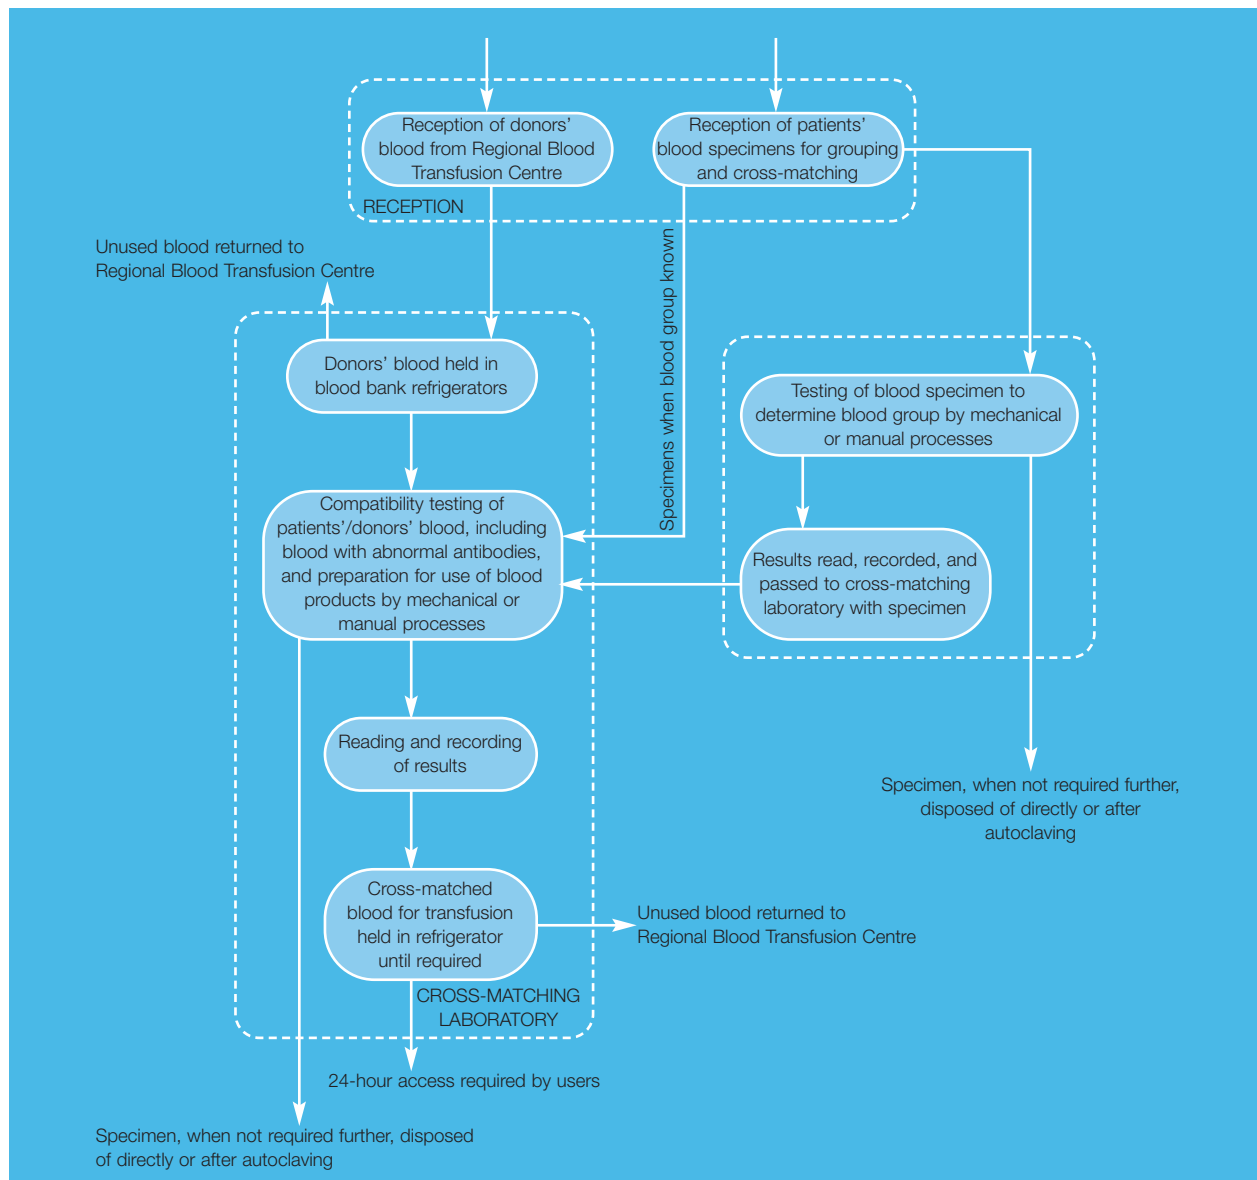 Reception of donors’
blood from Regional Blood
Transfusion Centre
Reception of patients’
blood specimens for grouping
and cross-matching
RECEPTION
Unused blood returned to
Regional Blood Transfusion Centre
Specimens when blood group known
Donors’ blood held in
blood bank refrigerators
Testing of blood specimen to
determine blood group by mechanical
or manual processes
Compatibility testing of
patients’/donors’ blood, including
blood with abnormal antibodies,
and preparation for use of blood
products by mechanical or
manual processes
Results read, recorded, and
passed to cross-matching
laboratory with specimen
Reading and recording
of results
Specimen, when not required further,
disposed of directly or after
autoclaving
Cross-matched
blood for transfusion
held in refrigerator
until required
Unused blood returned to
Regional Blood Transfusion Centre
CROSS-MATCHING
LABORATORY
24-hour access required by users
Specimen, when not required further, disposed
of directly or after autoclaving